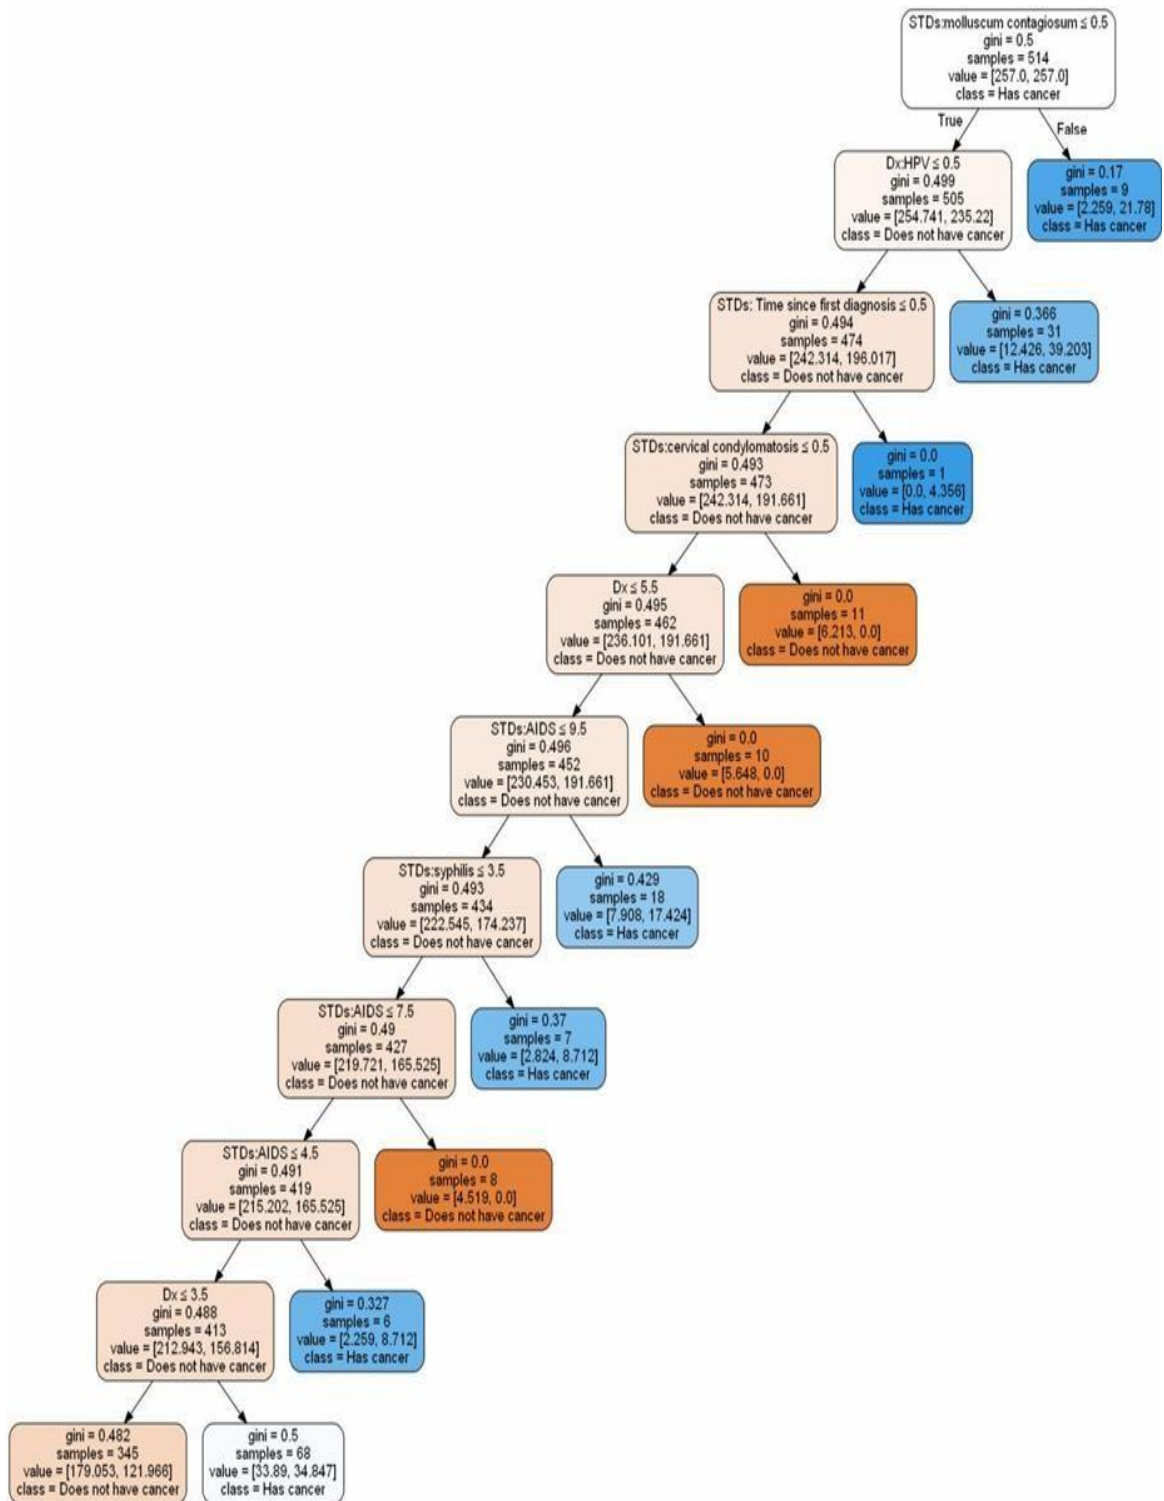 STDs:molluscum contagiosum ≤ 0.5
gini = 0.5
samples = 514
value = [257.0, 257.0]
class = Has cancer
True
False
Dx:HPV ≤ 0.5
gini = 0.499
samples = 505
value = [254.741, 235.22]
class = Does not have cancer
gini = 0.17
samples = 9
value = [2.259, 21.78]
class = Has cancer
STDs: Time since first diagnosis ≤ 0.5
gini = 0.494
samples = 474
value = [242.314, 196.017]
class = Does not have cancer
gini = 0.366
samples = 31
value = [12.426, 39.203]
class = Has cancer
STDs:cervical condylomatosis ≤ 0.5
gini = 0.493
samples = 473
value = [242.314, 191.661]
class = Does not have cancer
gini = 0.0
samples = 1
value = [0.0, 4.356]
class = Has cancer
Dx ≤ 5.5
gini = 0.495
samples = 462
value = [236.101, 191.661]
class = Does not have cancer
gini = 0.0
samples = 11
value = [6.213, 0.0]
class = Does not have cancer
STDs:AIDS ≤ 9.5
gini = 0.496
samples = 452
value = [230.453, 191.661]
class = Does not have cancer
gini = 0.0
samples = 10
value = [5.648, 0.0]
class = Does not have cancer
STDs:syphilis ≤ 3.5
gini = 0.493
samples = 434
value = [222.545, 174.237]
class = Does not have cancer
gini = 0.429
samples = 18
value = [7.908, 17.424]
class = Has cancer
STDs:AIDS ≤ 7.5
gini = 0.49
samples = 427
value = [219.721, 165.525]
class = Does not have cancer
gini = 0.37
samples = 7
value = [2.824, 8.712]
class = Has cancer
STDs:AIDS ≤ 4.5
gini = 0.491
samples = 419
value = [215.202, 165.525]
class = Does not have cancer
gini = 0.0
samples = 8
value = [4.519, 0.0]
class = Does not have cancer
Dx ≤ 3.5
gini = 0.488
samples = 413
value = [212.943, 156.814]
class = Does not have cancer
gini = 0.327
samples = 6
value = [2.259, 8.712]
class = Has cancer
gini = 0.482
samples = 345
value = [179.053, 121.966]
class = Does not have cancer
gini = 0.5
samples = 68
value = [33.89, 34.847]
class = Has cancer